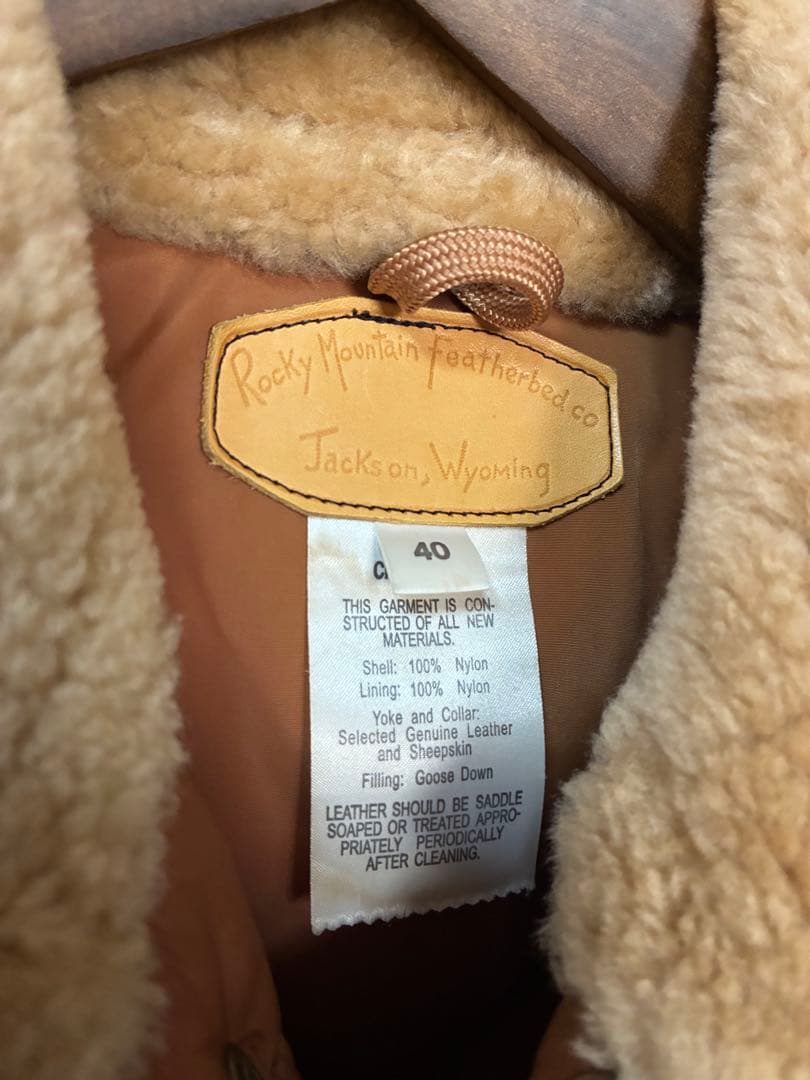 Rocky Mountain Featherbed co
Jackson, Wyoming
40
THIS GARMENT IS CON-
STRUCTED OF ALL NEW
MATERIALS.
Shell: 100% Nylon
Lining: 100% Nylon
Yoke and Collar:
Selected Genuine Leather
and Sheepskin
Filling: Goose Down
LEATHER SHOULD BE SADDLE
SOAPED OR TREATED APPRO-
PRIATELY PERIODICALLY
AFTER CLEANING.